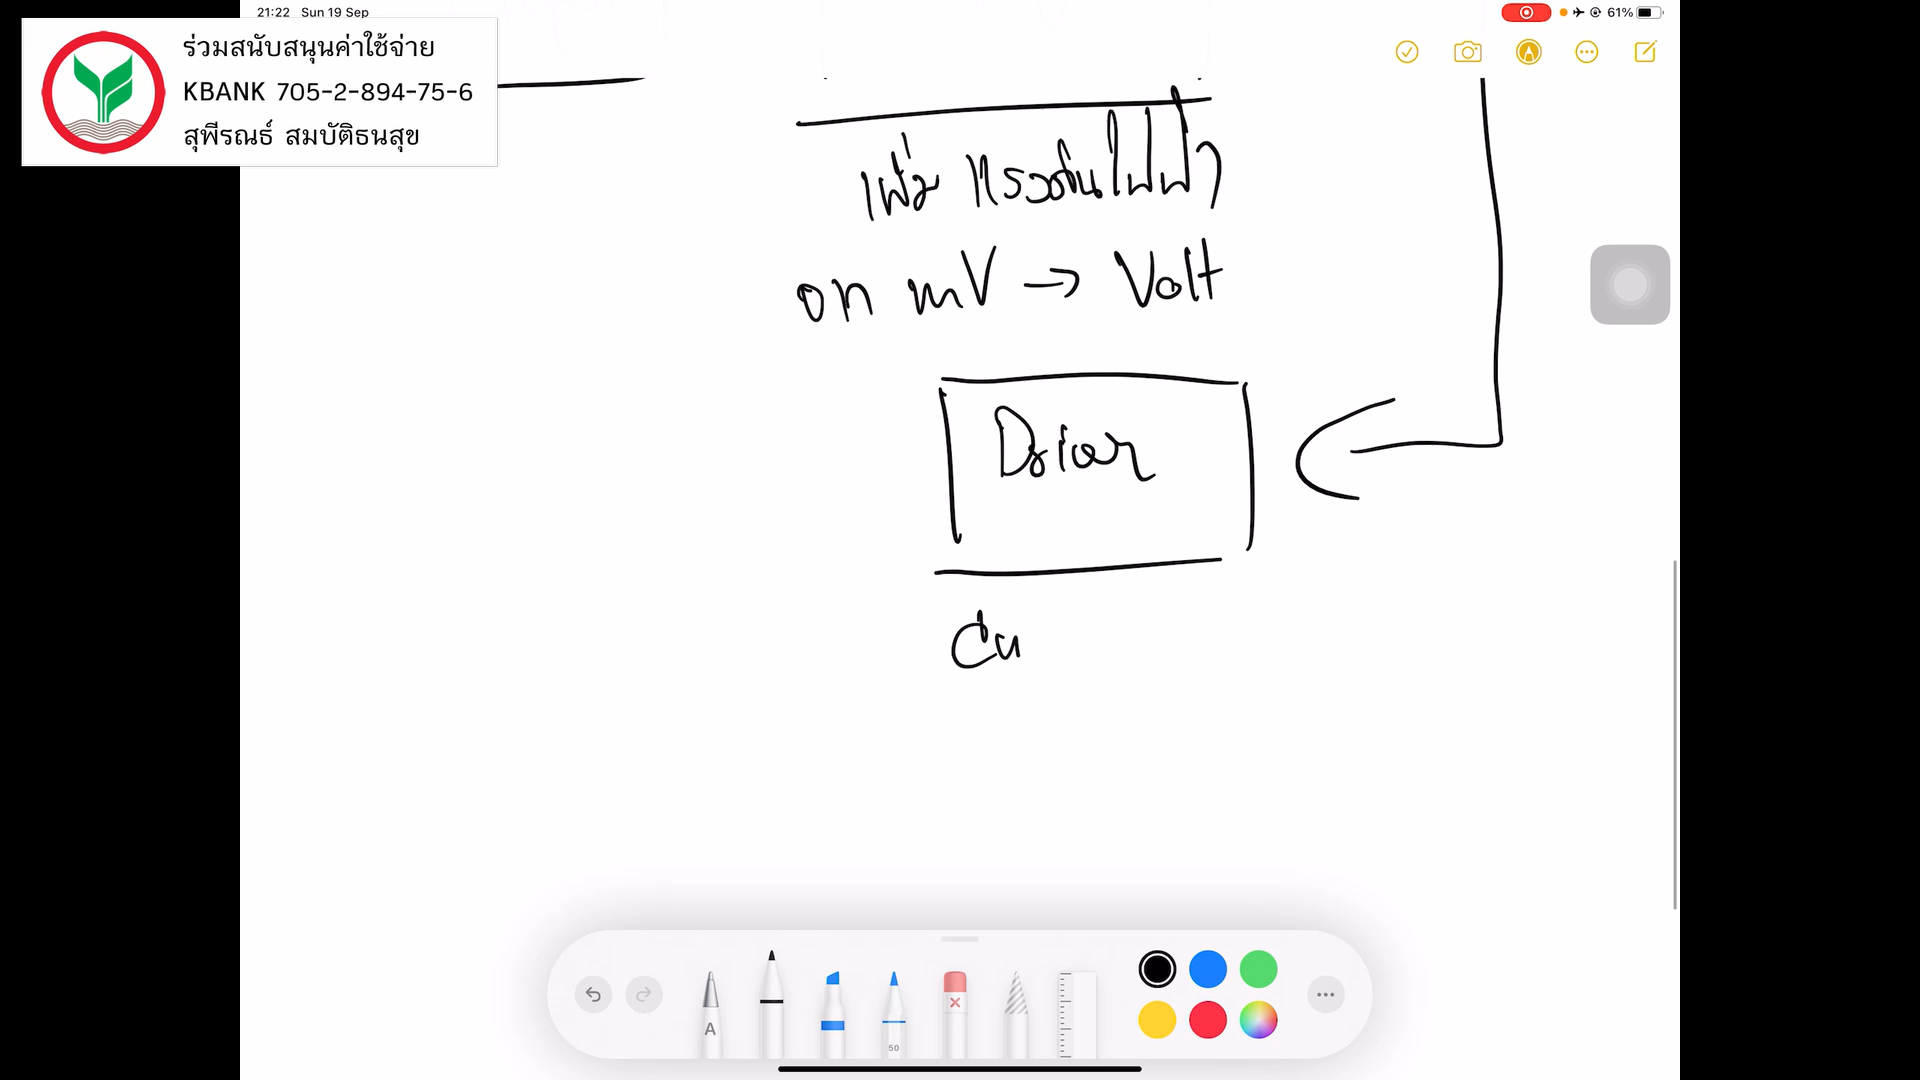 21:22 Sun 19 Sep
61%
ร่วมสนับสนุนค่าใช้จ่าย
KBANK 705-2-894-75-6
สุพีรณธ์ สมบัติธนสุข
เพิ่ม แรงดันไฟฟ้า
จาก mV → Volt
Driver
A
50